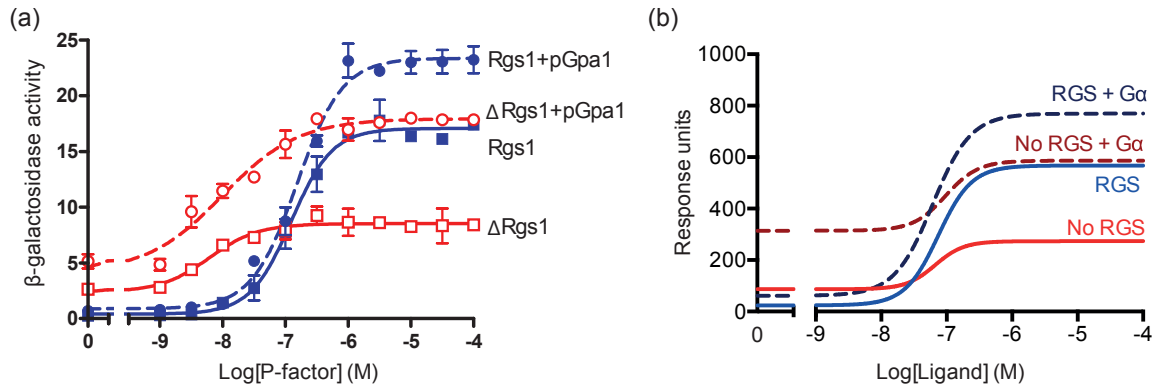 (a)
β-galactosidase activity
25
20
15
10
5
0
0 -9 -8 -7 -6 -5 -4
Log[P-factor] (M)
Rgs1+pGpa1
ΔRgs1+pGpa1
Rgs1
ΔRgs1
(b)
Response units
1000
800
600
400
200
0
0 -9 -8 -7 -6 -5 -4
Log[Ligand] (M)
RGS + Gα
No RGS + Gα
RGS
No RGS